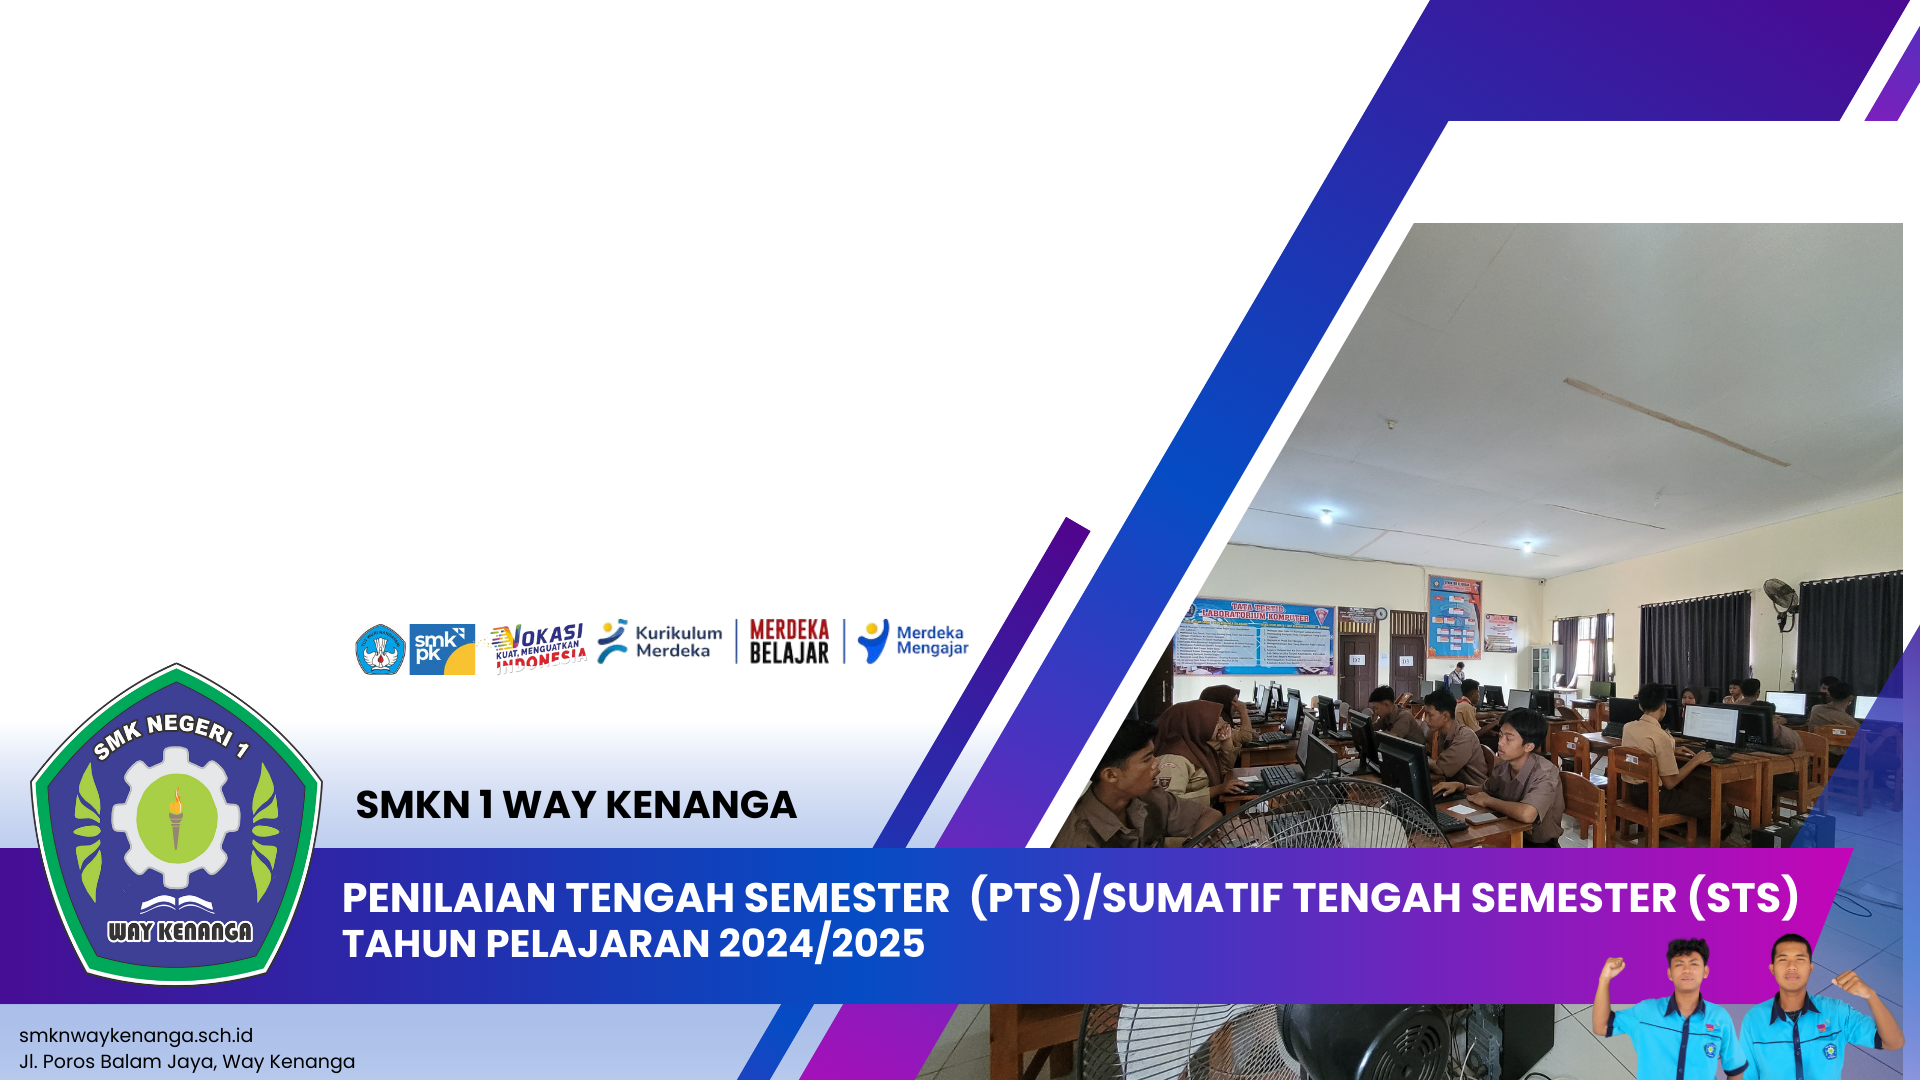 smk
pk
VOKASI
KUAT, MENGUATKAN
INDONESIA
Kurikulum
Merdeka
MERDEKA
BELAJAR
Merdeka
Mengajar
SMK NEGERI 1
WAY KENANGA
SMKN 1 WAY KENANGA
PENILAIAN TENGAH SEMESTER (PTS)/SUMATIF TENGAH SEMESTER (STS)
TAHUN PELAJARAN 2024/2025
TATA TERTIB
LABORATORIUM KOMPUTER
smknwaykenanga.sch.id
Jl. Poros Balam Jaya, Way Kenanga